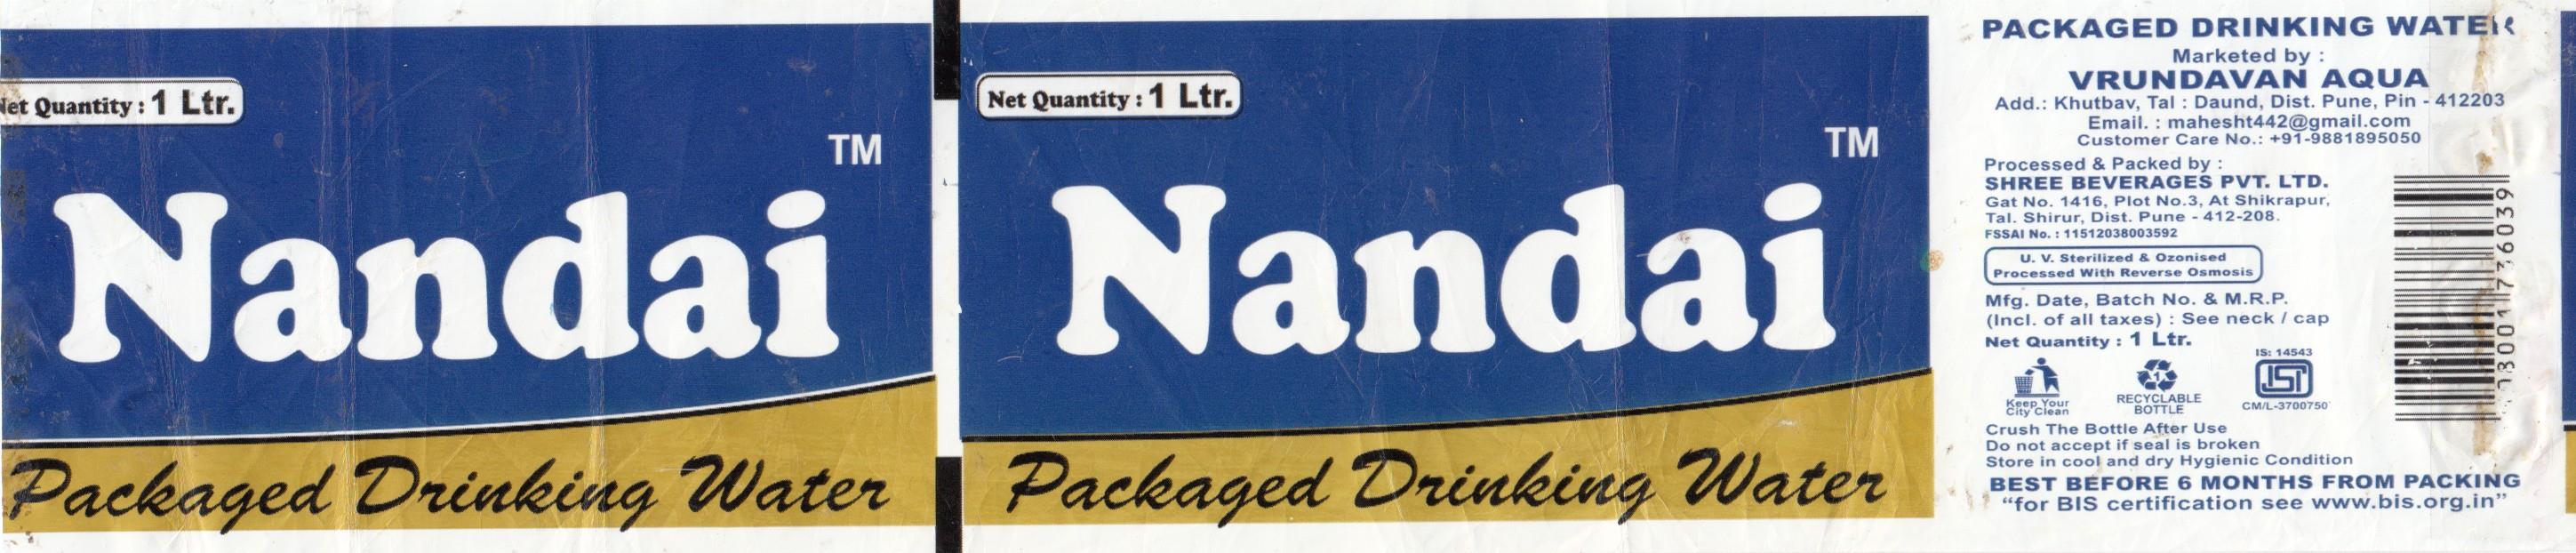 Net Quantity : 1 Ltr.
TM
Nandai
Packaged Drinking Water
Net Quantity : 1 Ltr.
TM
Nandai
Packaged Drinking Water
PACKAGED DRINKING WATER
Marketed by :
VRUNDAVAN AQUA
Add.: Khutbav, Tal : Daund, Dist. Pune, Pin - 412203
Email. : mahesht442@gmail.com
Customer Care No.: +91-9881895050
Processed & Packed by :
SHREE BEVERAGES PVT. LTD.
Gat No. 1416, Plot No.3, At Shikrapur,
Tal. Shirur, Dist. Pune - 412-208.
FSSAI No. : 11512038003592
U. V. Sterilized & Ozonised
Processed With Reverse Osmosis
Mfg. Date, Batch No. & M.R.P.
(Incl. of all taxes) : See neck / cap
Net Quantity : 1 Ltr.
Keep Your
City Clean
1
RECYCLABLE
BOTTLE
IS: 14543
ISI
CM/L-3700750
Crush The Bottle After Use
Do not accept if seal is broken
Store in cool and dry Hygienic Condition
BEST BEFORE 6 MONTHS FROM PACKING
“for BIS certification see www.bis.org.in”